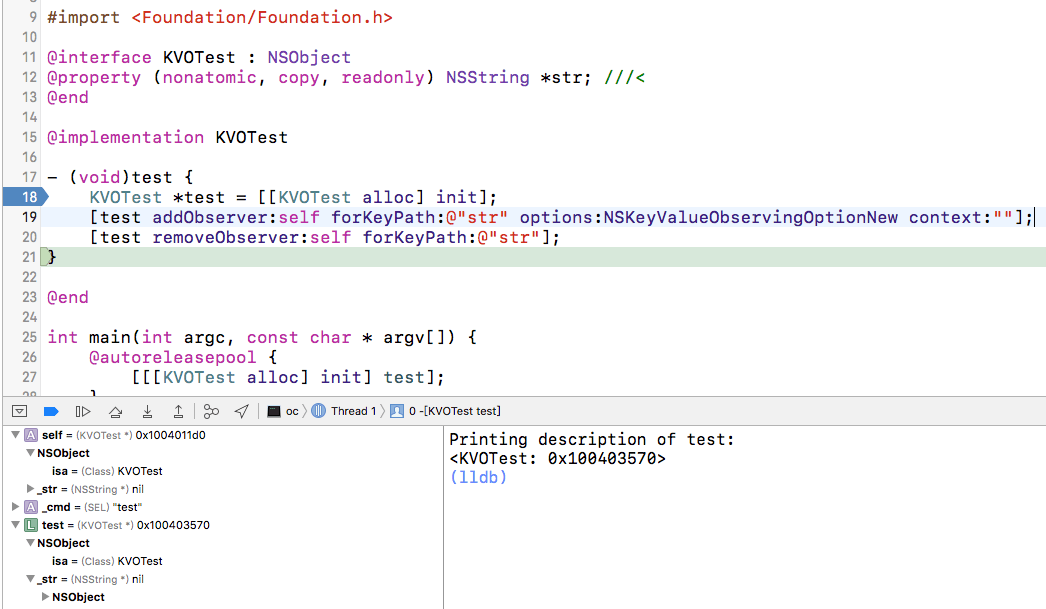 9 #import <Foundation/Foundation.h>
10
11 @interface KVOTest : NSObject
12 @property (nonatomic, copy, readonly) NSString *str; ///<
13 @end
14
15 @implementation KVOTest
16
17 – (void)test {
18     KVOTest *test = [[KVOTest alloc] init];
19     [test addObserver:self forKeyPath:@"str" options:NSKeyValueObservingOptionNew context:""];
20     [test removeObserver:self forKeyPath:@"str"];
21 }
22
23 @end
24
25 int main(int argc, const char * argv[]) {
26     @autoreleasepool {
27         [[[KVOTest alloc] init] test];
oc Thread 1 0 -[KVOTest test]
A self = (KVOTest *) 0x1004011d0
NSObject
isa = (Class) KVOTest
_str = (NSString *) nil
A _cmd = (SEL) "test"
L test = (KVOTest *) 0x100403570
NSObject
isa = (Class) KVOTest
_str = (NSString *) nil
NSObject
Printing description of test:
<KVOTest: 0x100403570>
(lldb)